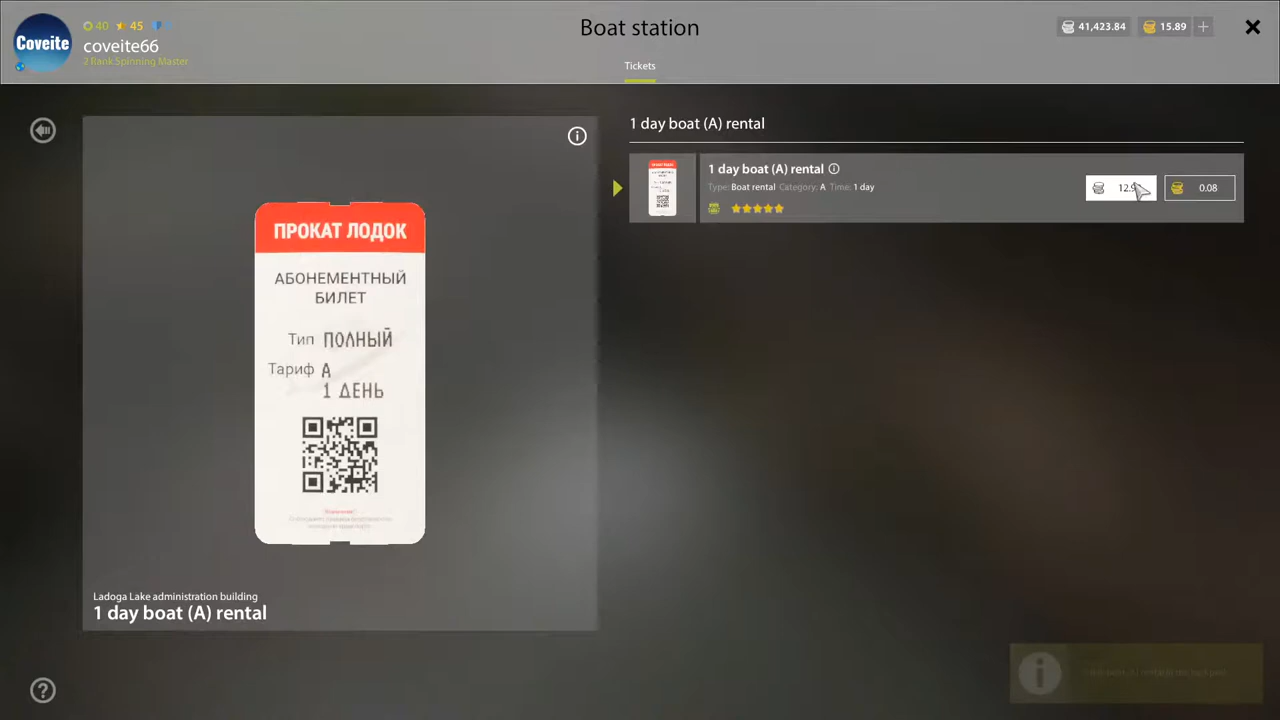 40 45
Coveite
coveite66
2 Rank Spinning Master
Boat station
41,423.84 15.89 +
Tickets
1 day boat (A) rental
1 day boat (A) rental
Type: Boat rental Category: A Time: 1 day
0.08
ПРОКАТ ЛОДОК
АБОНЕМЕНТНЫЙ
БИЛЕТ
Тип ПОЛНЫЙ
Тариф А
1 ДЕНЬ
Ladoga Lake administration building
1 day boat (A) rental